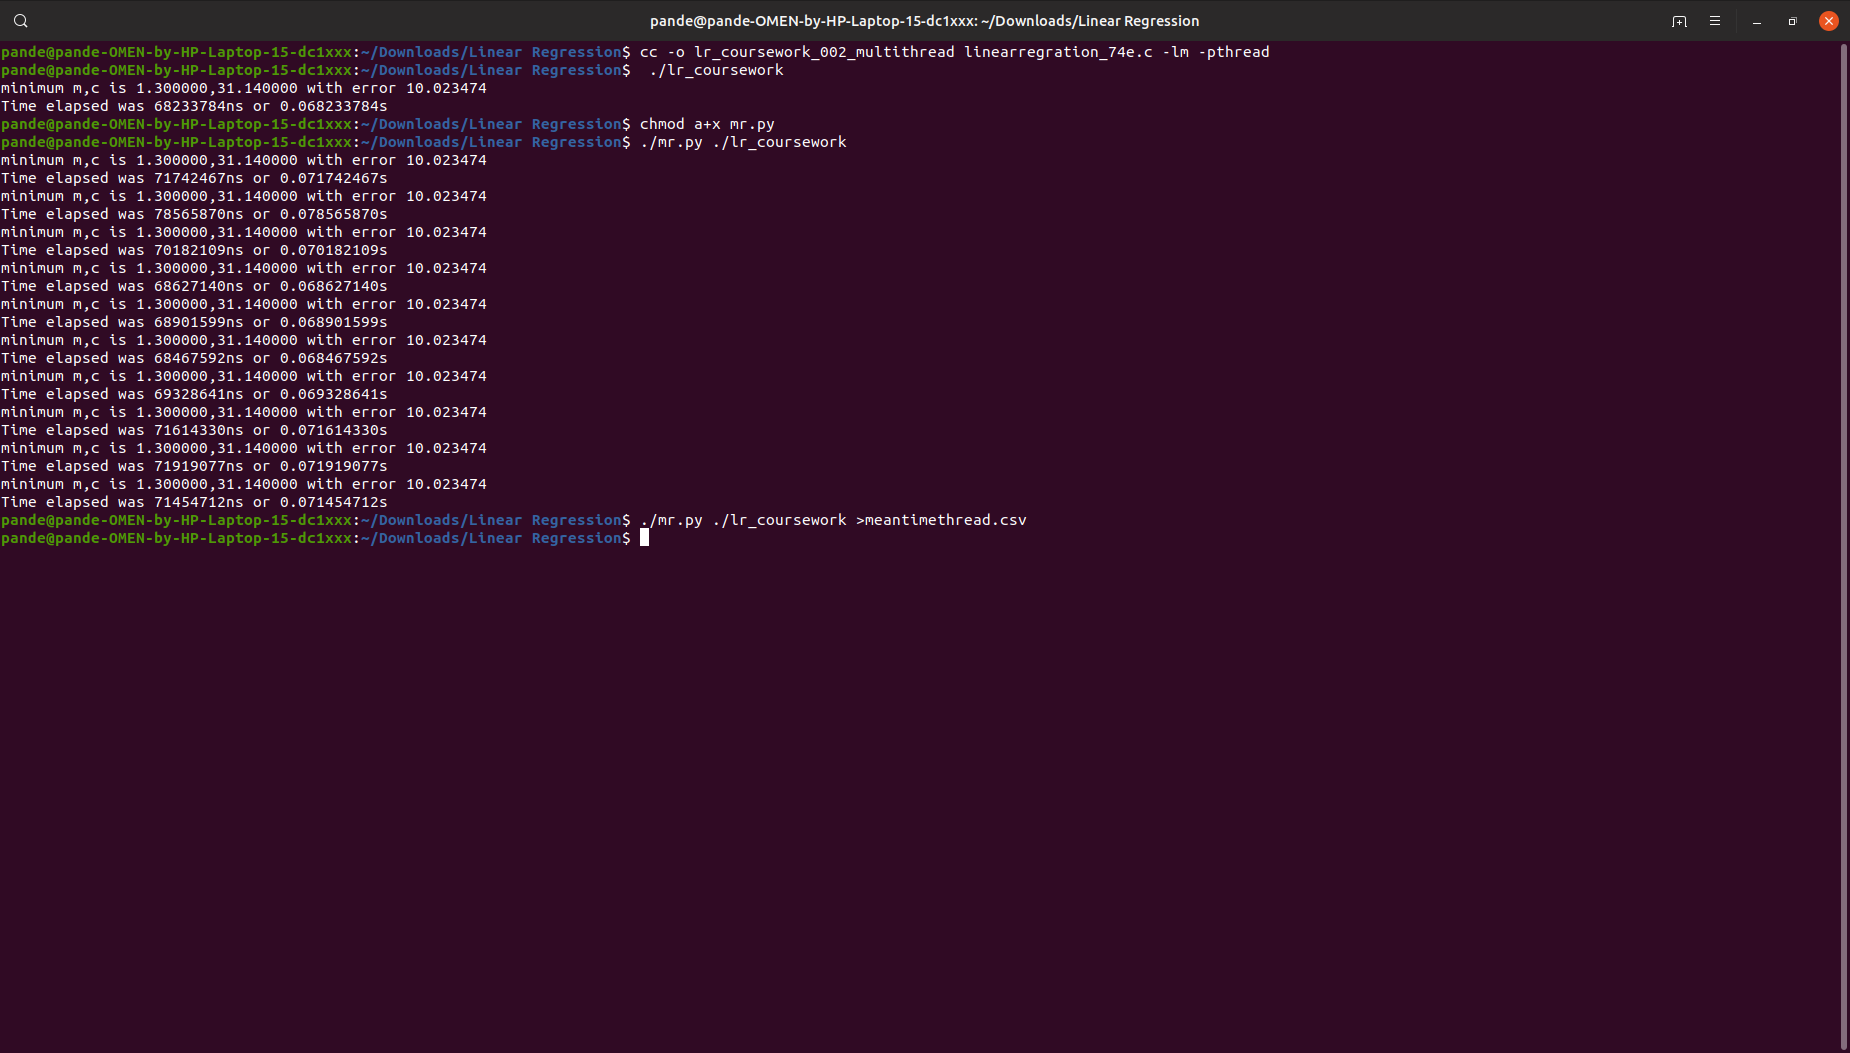 pande@pande-OMEN-by-HP-Laptop-15-dc1xxx: ~/Downloads/Linear Regression
pande@pande-OMEN-by-HP-Laptop-15-dc1xxx:~/Downloads/Linear Regression$ cc -o lr_coursework_002_multithread linearregration_74e.c -lm -pthread
pande@pande-OMEN-by-HP-Laptop-15-dc1xxx:~/Downloads/Linear Regression$  ./lr_coursework
minimum m,c is 1.300000,31.140000 with error 10.023474
Time elapsed was 68233784ns or 0.068233784s
pande@pande-OMEN-by-HP-Laptop-15-dc1xxx:~/Downloads/Linear Regression$ chmod a+x mr.py
pande@pande-OMEN-by-HP-Laptop-15-dc1xxx:~/Downloads/Linear Regression$ ./mr.py ./lr_coursework
minimum m,c is 1.300000,31.140000 with error 10.023474
Time elapsed was 71742467ns or 0.071742467s
minimum m,c is 1.300000,31.140000 with error 10.023474
Time elapsed was 78565870ns or 0.078565870s
minimum m,c is 1.300000,31.140000 with error 10.023474
Time elapsed was 70182109ns or 0.070182109s
minimum m,c is 1.300000,31.140000 with error 10.023474
Time elapsed was 68627140ns or 0.068627140s
minimum m,c is 1.300000,31.140000 with error 10.023474
Time elapsed was 68901599ns or 0.068901599s
minimum m,c is 1.300000,31.140000 with error 10.023474
Time elapsed was 68467592ns or 0.068467592s
minimum m,c is 1.300000,31.140000 with error 10.023474
Time elapsed was 69328641ns or 0.069328641s
minimum m,c is 1.300000,31.140000 with error 10.023474
Time elapsed was 71614330ns or 0.071614330s
minimum m,c is 1.300000,31.140000 with error 10.023474
Time elapsed was 71919077ns or 0.071919077s
minimum m,c is 1.300000,31.140000 with error 10.023474
Time elapsed was 71454712ns or 0.071454712s
pande@pande-OMEN-by-HP-Laptop-15-dc1xxx:~/Downloads/Linear Regression$ ./mr.py ./lr_coursework >meantimethread.csv
pande@pande-OMEN-by-HP-Laptop-15-dc1xxx:~/Downloads/Linear Regression$